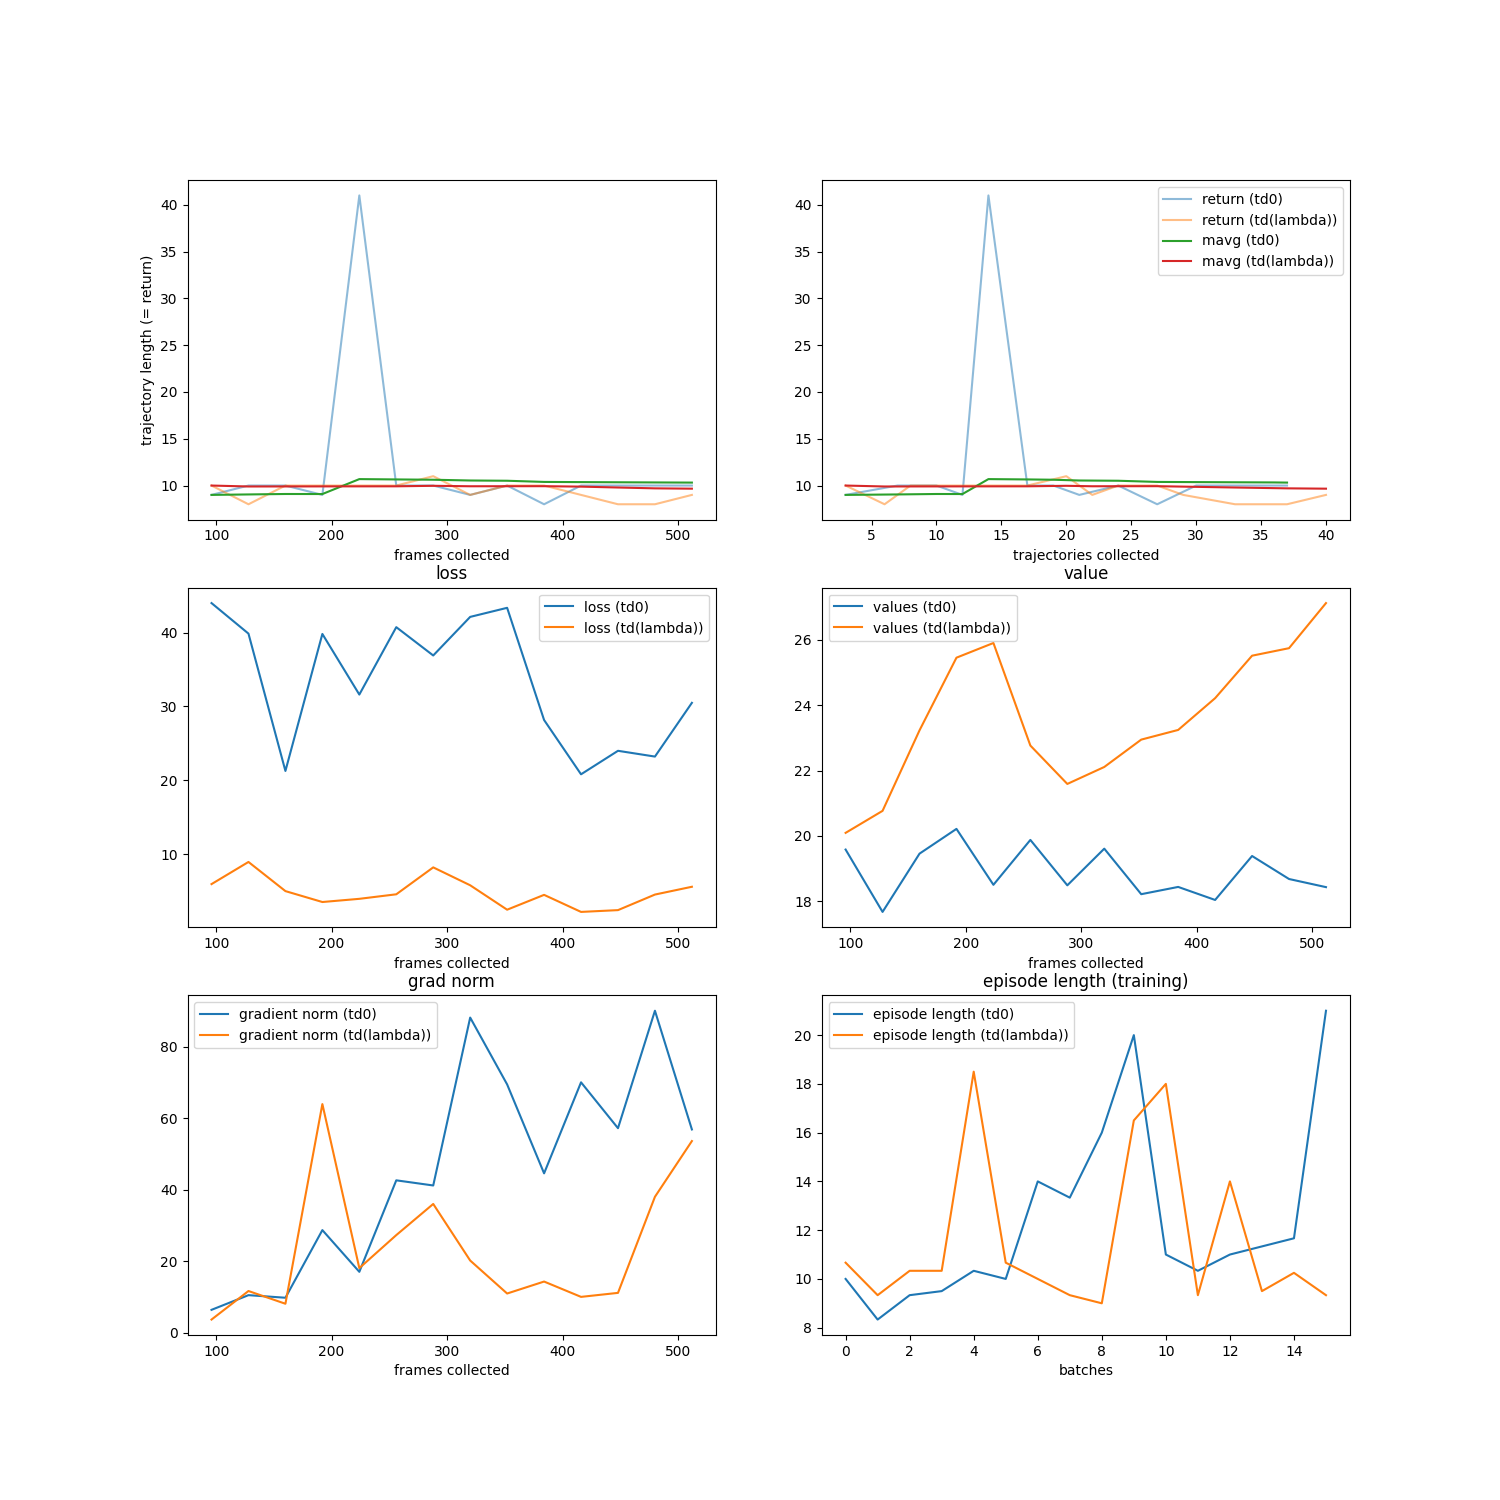 40
35
30
25
20
15
10
trajectory length (= return)
100 200 300 400 500
frames collected
return (td0)
return (td(lambda))
mavg (td0)
mavg (td(lambda))
40
35
30
25
20
15
10
5 10 15 20 25 30 35 40
trajectories collected
loss
loss (td0)
loss (td(lambda))
40
30
20
10
100 200 300 400 500
frames collected
value
values (td0)
values (td(lambda))
26
24
22
20
18
100 200 300 400 500
frames collected
grad norm
gradient norm (td0)
gradient norm (td(lambda))
80
60
40
20
0
100 200 300 400 500
frames collected
episode length (training)
episode length (td0)
episode length (td(lambda))
20
18
16
14
12
10
8
0 2 4 6 8 10 12 14
batches